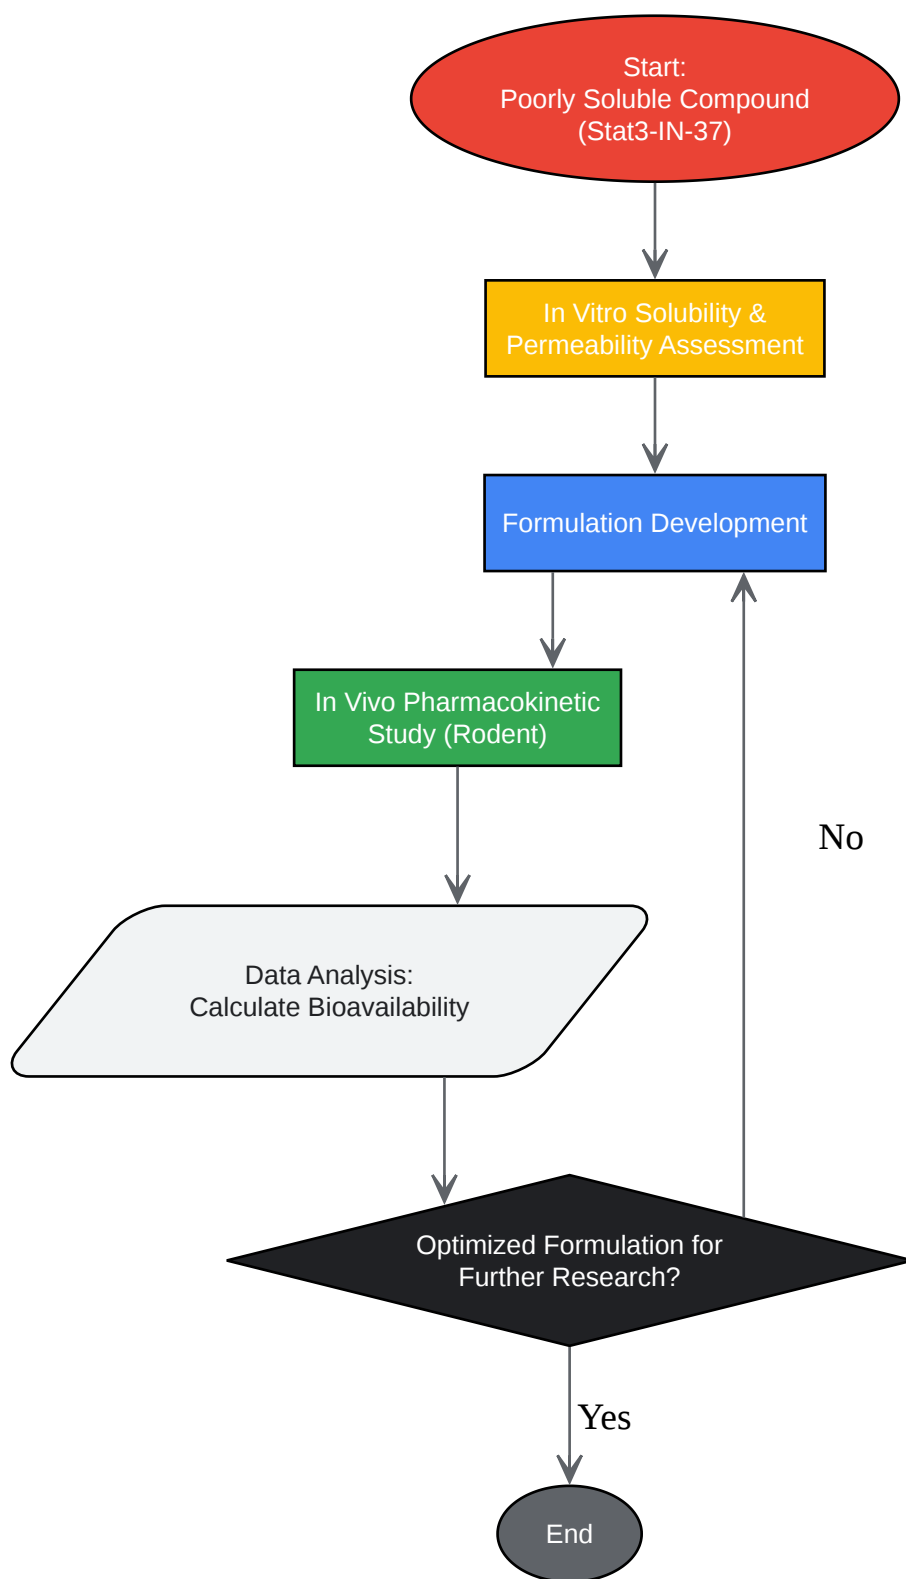 Start:
Poorly Soluble Compound
(Stat3-IN-37)
In Vitro Solubility &
Permeability Assessment
Formulation Development
In Vivo Pharmacokinetic
Study (Rodent)
No
Data Analysis:
Calculate Bioavailability
Optimized Formulation for
Further Research?
Yes
End